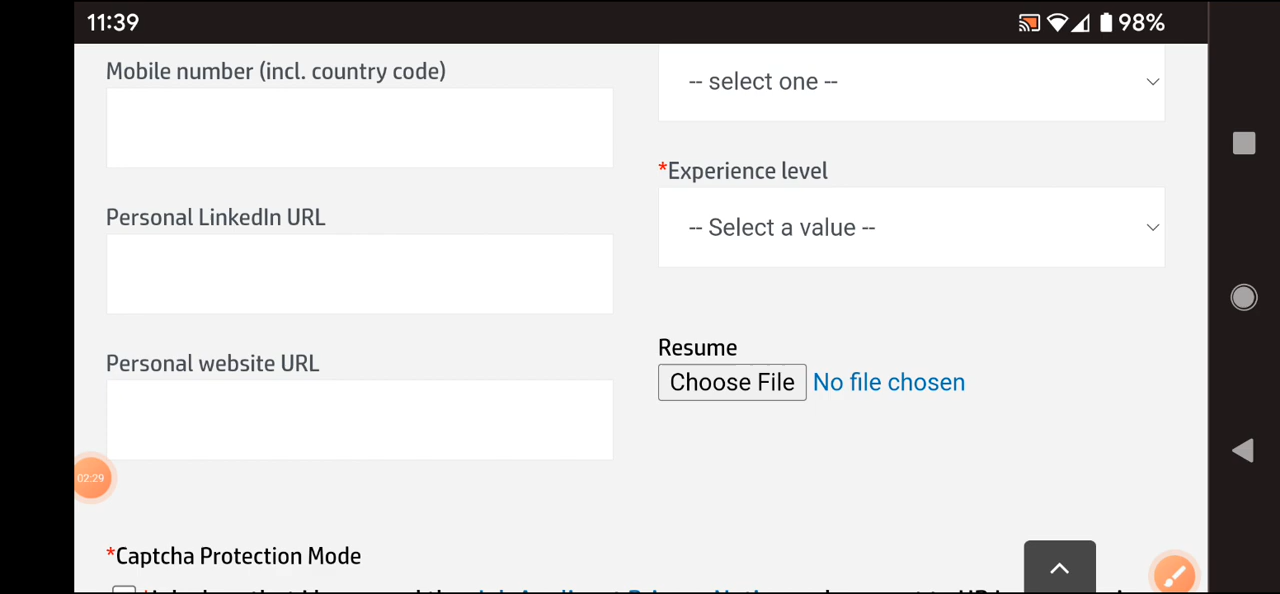 11:39
98%
Mobile number (incl. country code)
-- select one --
*Experience level
-- Select a value --
Personal LinkedIn URL
Resume
Choose File No file chosen
Personal website URL
02:29
*Captcha Protection Mode